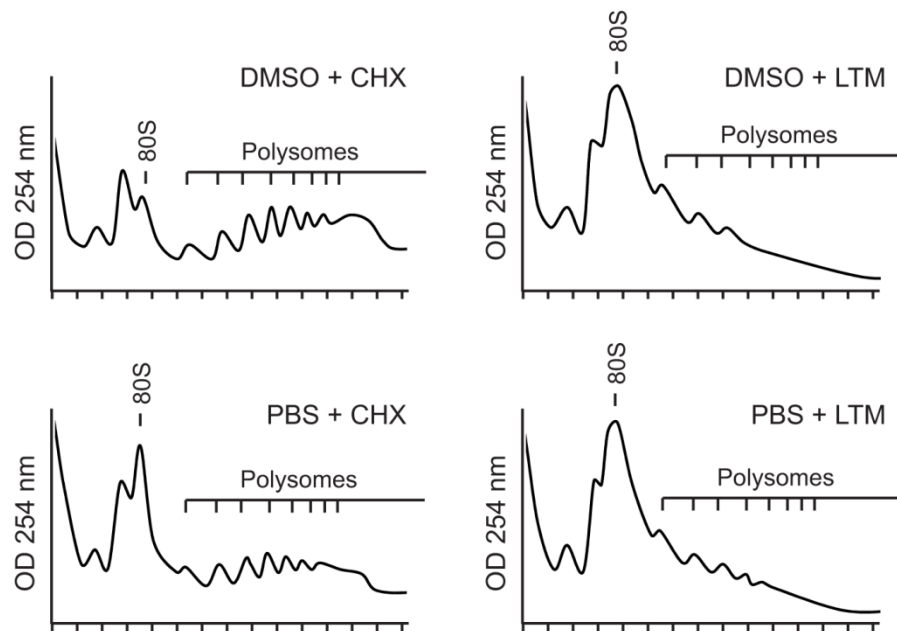 DMSO + CHX
80S
Polysomes
OD 254 nm
DMSO + LTM
80S
Polysomes
OD 254 nm
PBS + CHX
80S
Polysomes
OD 254 nm
PBS + LTM
80S
Polysomes
OD 254 nm